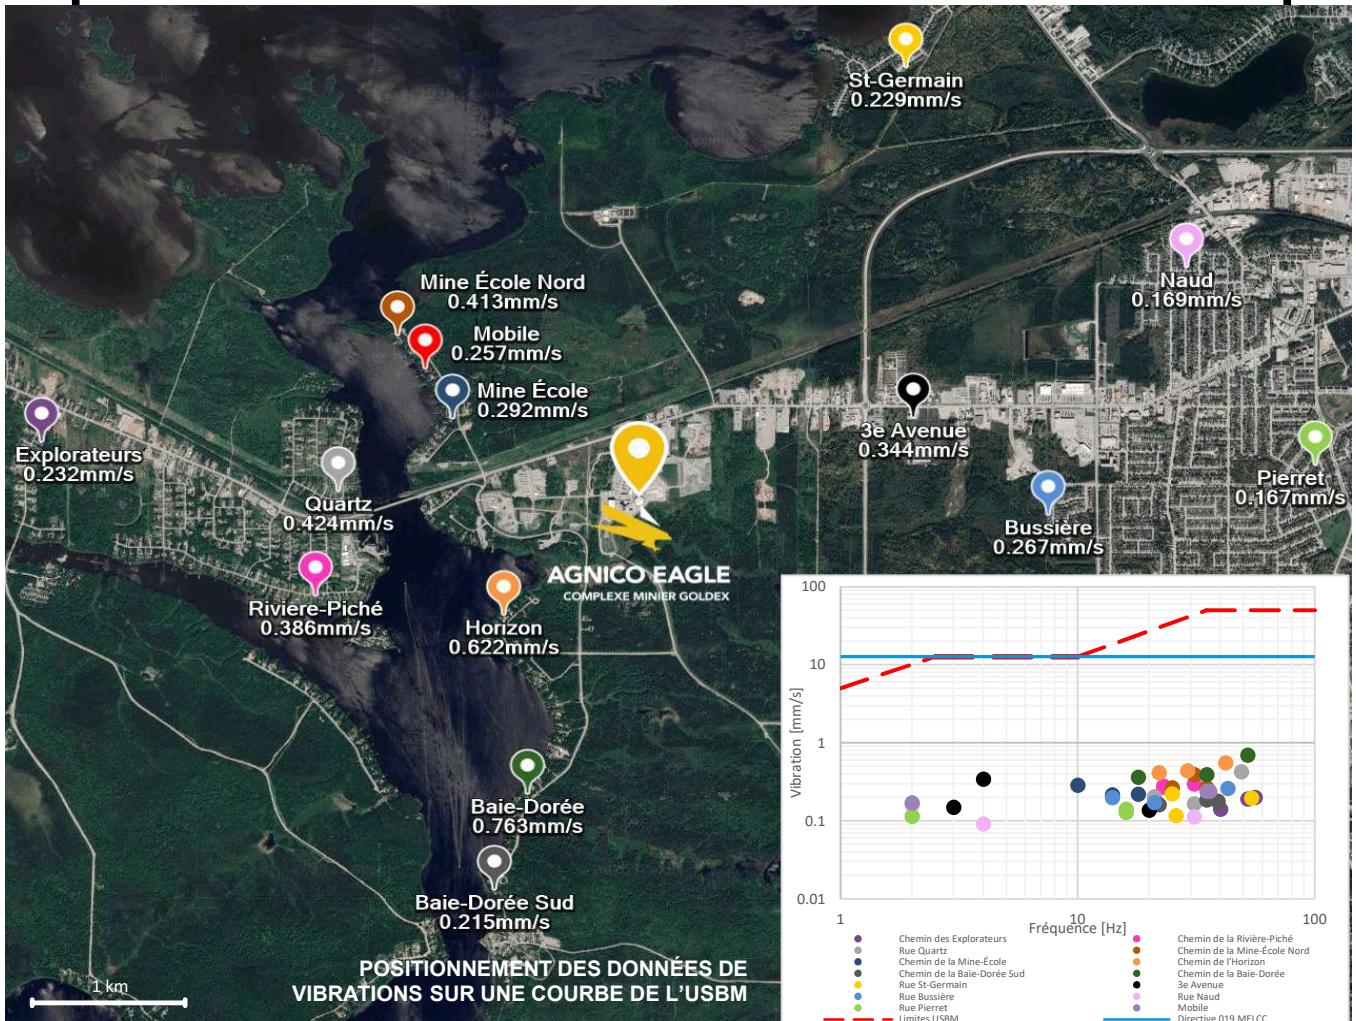 St-Germain
0.229mm/s
Naud
0.169mm/s
Mine École Nord
0.413mm/s
Mobile
0.257mm/s
Mine École
0.292mm/s
Explorateurs
0.232mm/s
Quartz
0.424mm/s
3e Avenue
0.344mm/s
Pierret
0.167mm/s
Bussière
0.267mm/s
Riviere-Piché
0.386mm/s
AGNICO EAGLE
COMPLEXE MINIER GOLDEX
Horizon
0.622mm/s
Baie-Dorée
0.763mm/s
Baie-Dorée Sud
0.215mm/s
POSITIONNEMENT DES DONNÉES DE
VIBRATIONS SUR UNE COURBE DE L'USBM
1 km
100
10
1
0.1
0.01
Vibration [mm/s]
1
10
100
Fréquence [Hz]
Chemin des Explorateurs
Chemin de la Rivière-Piché
Rue Quartz
Chemin de la Mine-École Nord
Chemin de la Mine-École
Chemin de l'Horizon
Chemin de la Baie-Dorée Sud
Chemin de la Baie-Dorée
Rue St-Germain
3e Avenue
Rue Bussière
Rue Naud
Rue Pierret
Mobile
Limites USBM
Directive 019 MELCC